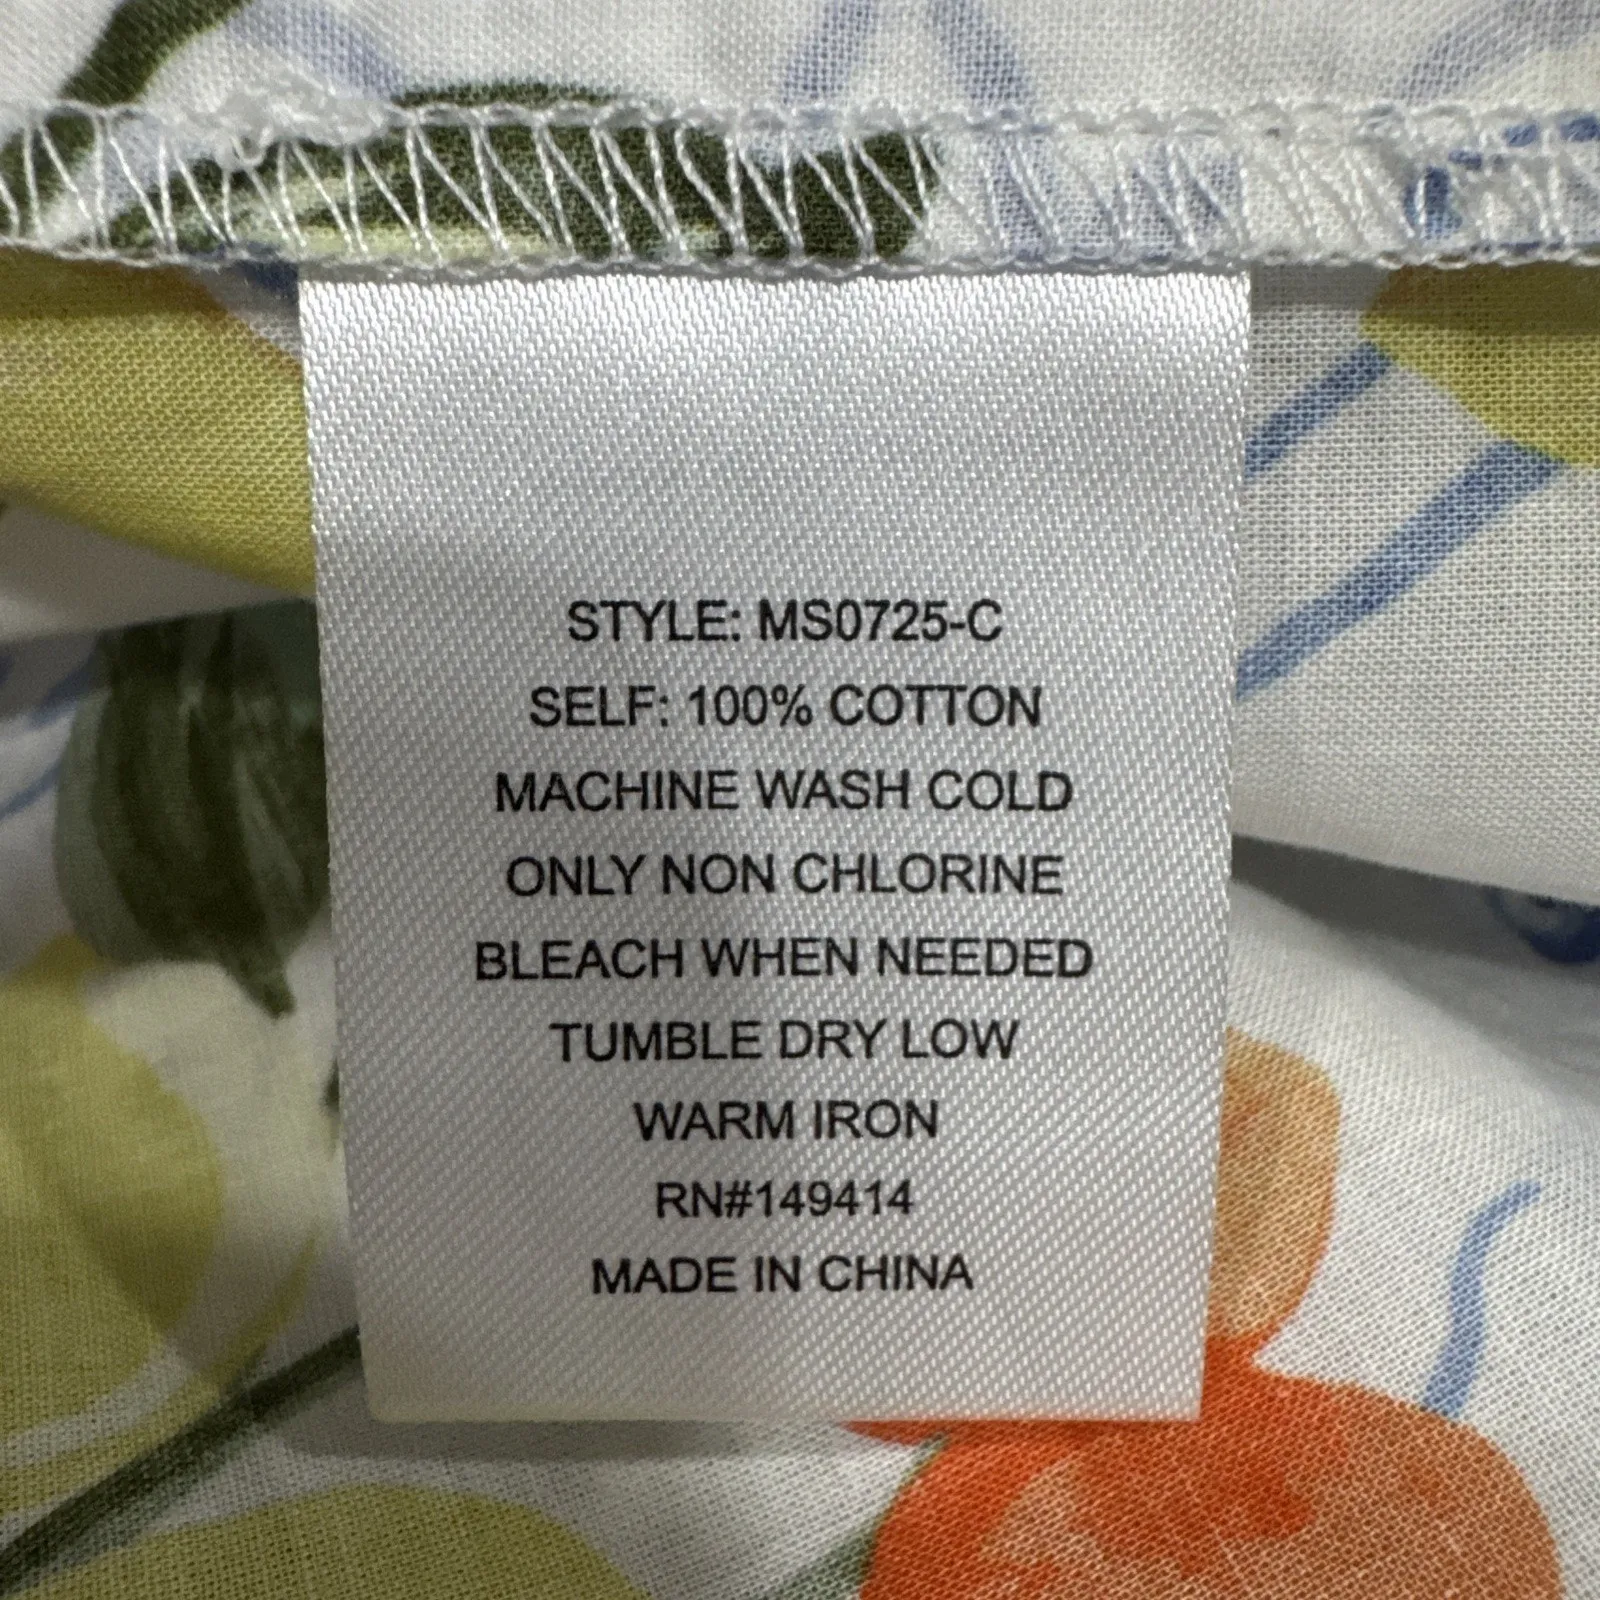 STYLE: MS0725-C
SELF: 100% COTTON
MACHINE WASH COLD
ONLY NON CHLORINE
BLEACH WHEN NEEDED
TUMBLE DRY LOW
WARM IRON
RN#149414
MADE IN CHINA